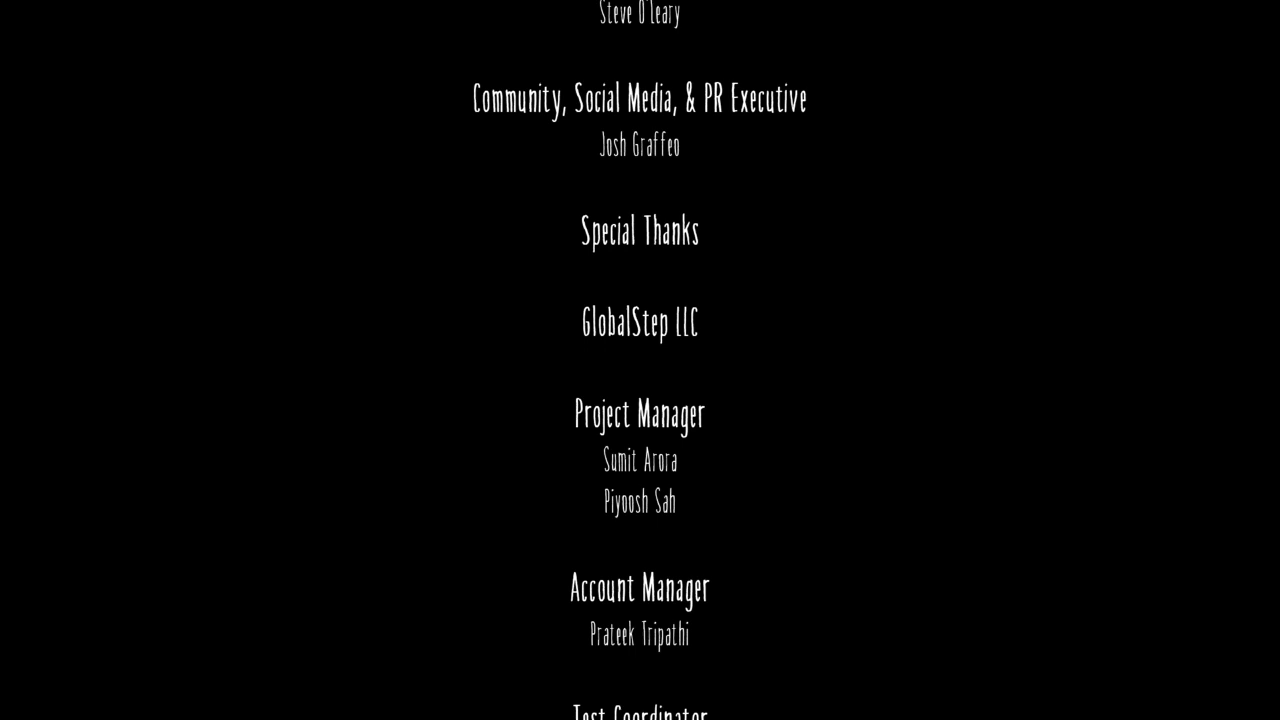 Steve O'Leary
Community, Social Media, & PR Executive
Josh Graffeo
Special Thanks
GlobalStep LLC
Project Manager
Sumit Arora
Piyoosh Sah
Account Manager
Prateek Tripathi
Test Coordinator